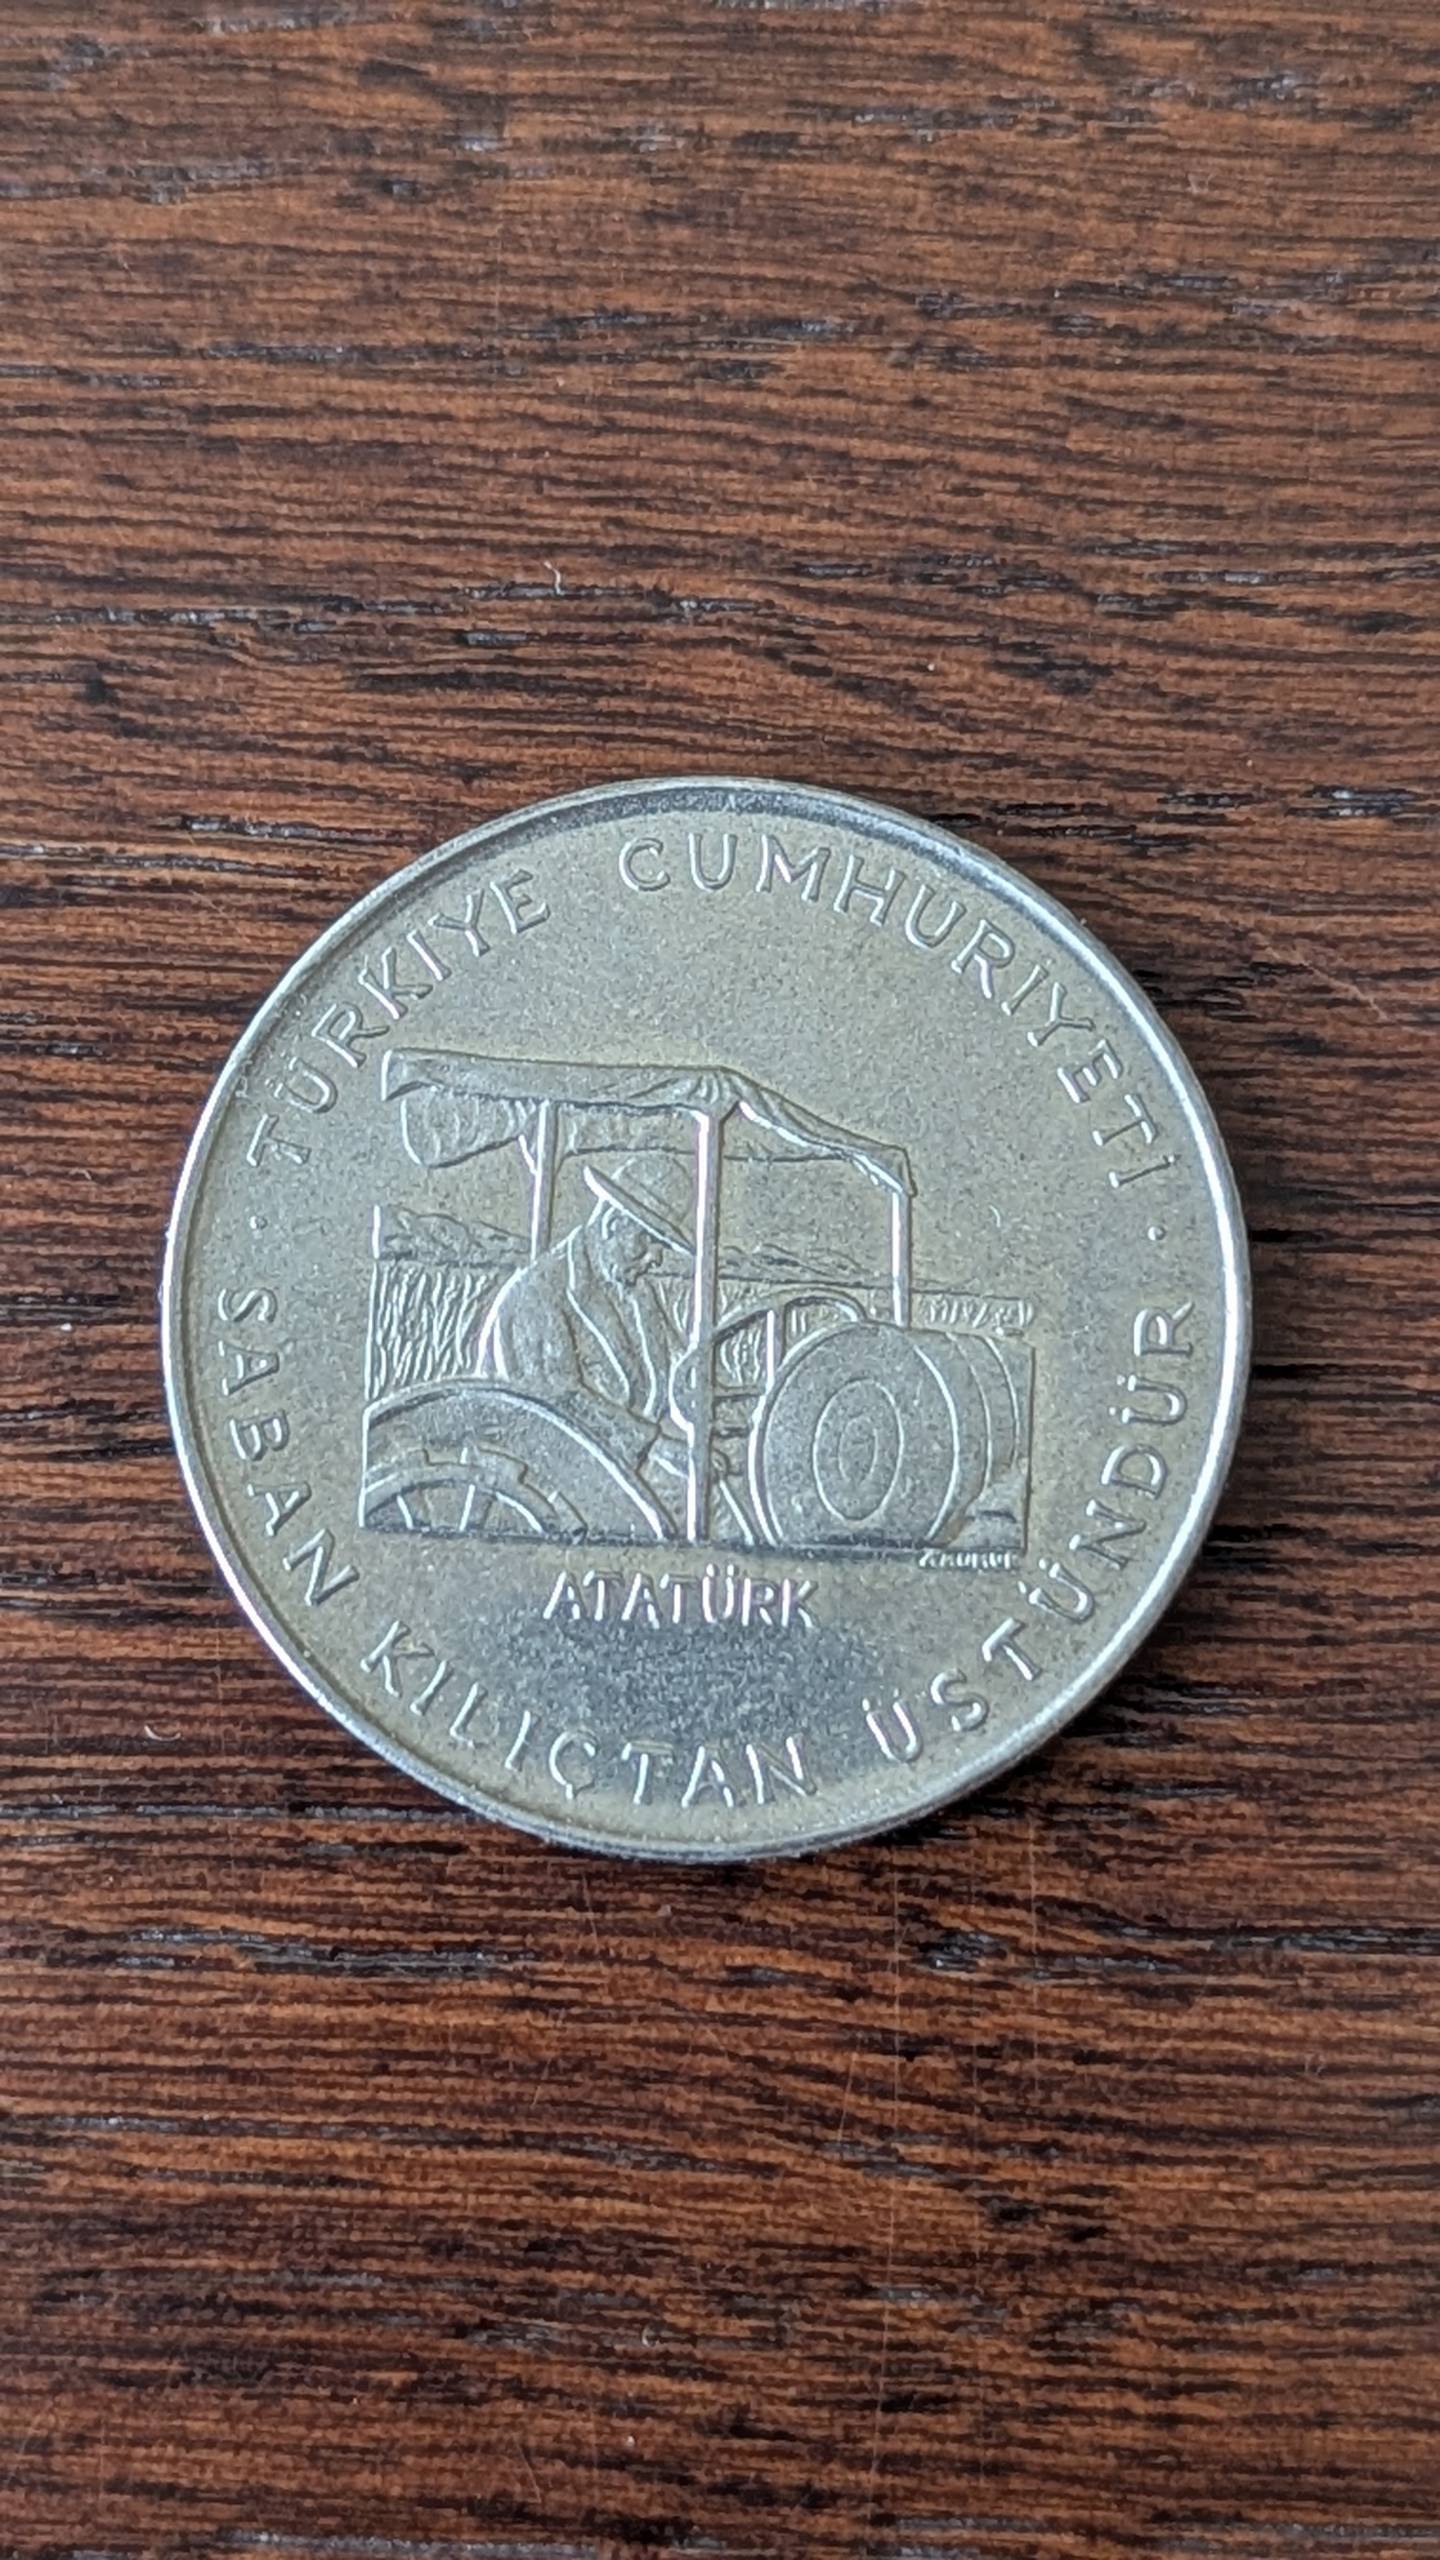 TÜRKİYE CUMHURİYETİ
ATATÜRK
SABAN KILIÇTAN ÜSTÜNDÜR